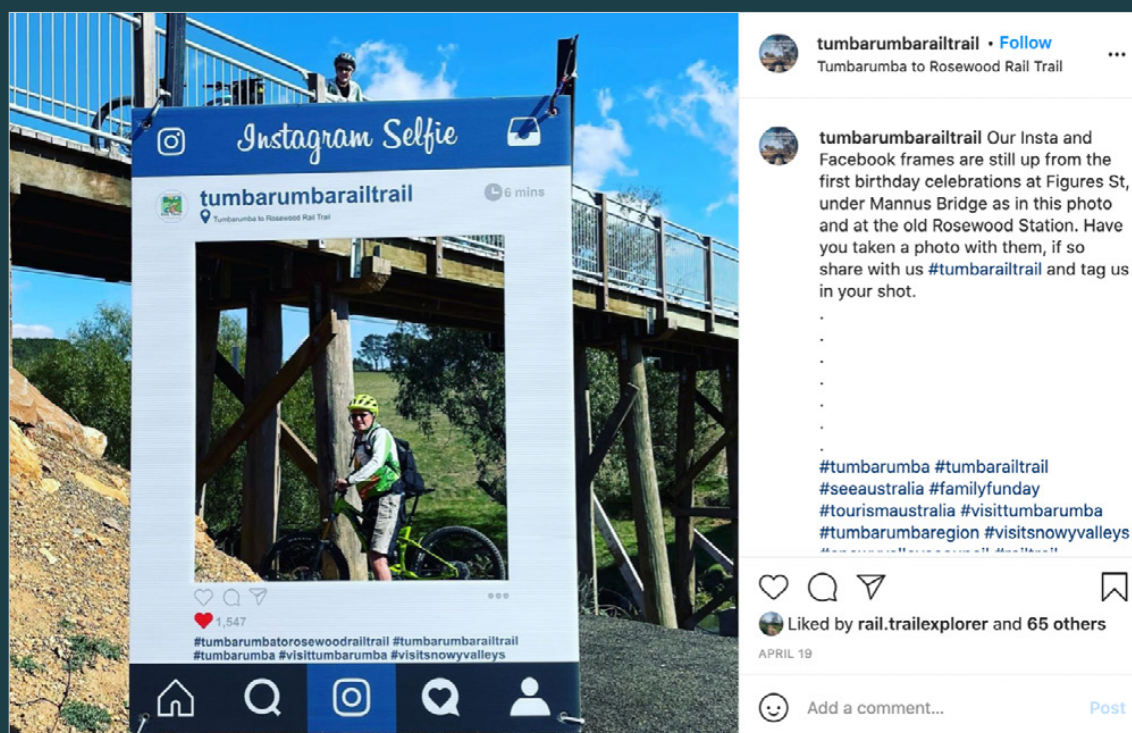 Instagram Selfie
tumbarumbarailtrail
6 mins
Tumbarumba to Rosewood Rail Trail
1,547
#tumbarumbatorosewoodrailtrail #tumbarumbarailtrail
#tumbarumba #visittumbarumba #visitsnowyvalleys
tumbarumbarailtrail • Follow
Tumbarumba to Rosewood Rail Trail
tumbarumbarailtrail Our Insta and
Facebook frames are still up from the
first birthday celebrations at Figures St,
under Mannus Bridge as in this photo
and at the old Rosewood Station. Have
you taken a photo with them, if so
share with us #tumbarailtrail and tag us
in your shot.
.
.
.
.
.
.
.
#tumbarumba #tumbarailtrail
#seeaustralia #familyfunday
#tourismaustralia #visittumbarumba
#tumbarumbaregion #visitsnowyvalleys
Liked by rail.trailexplorer and 65 others
APRIL 19
Add a comment...
Post